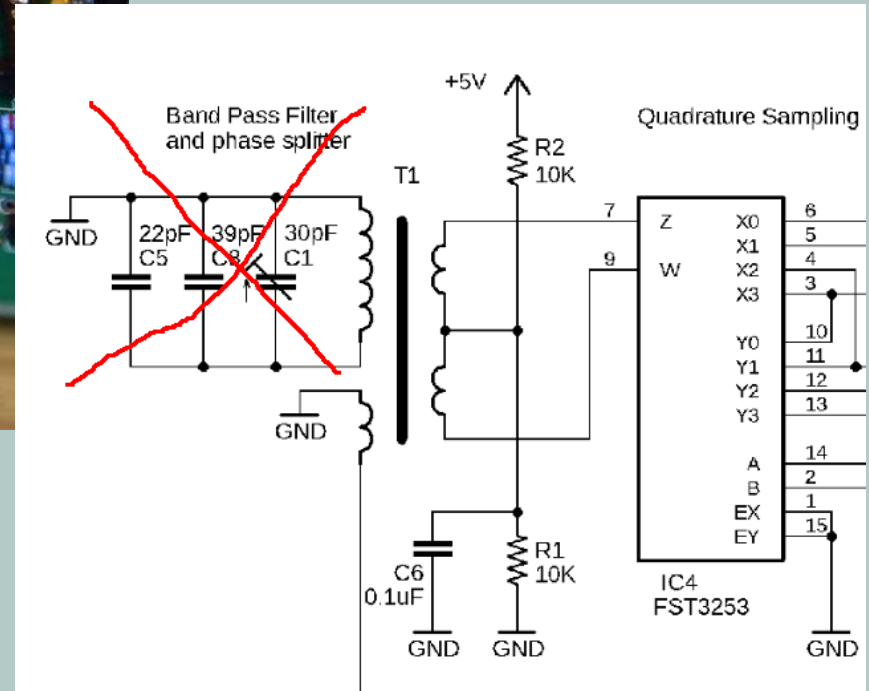 +5V
Band Pass Filter
and phase splitter
Quadrature Sampling
R2
10K
T1
GND
22pF
C5
39pF
C3
30pF
C1
7
9
Z
W
X0
X1
X2
X3
Y0
Y1
Y2
Y3
A
B
EX
EY
6
5
4
3
10
11
12
13
14
2
1
15
GND
C6
0.1uF
R1
10K
IC4
FST3253
GND
GND
GND